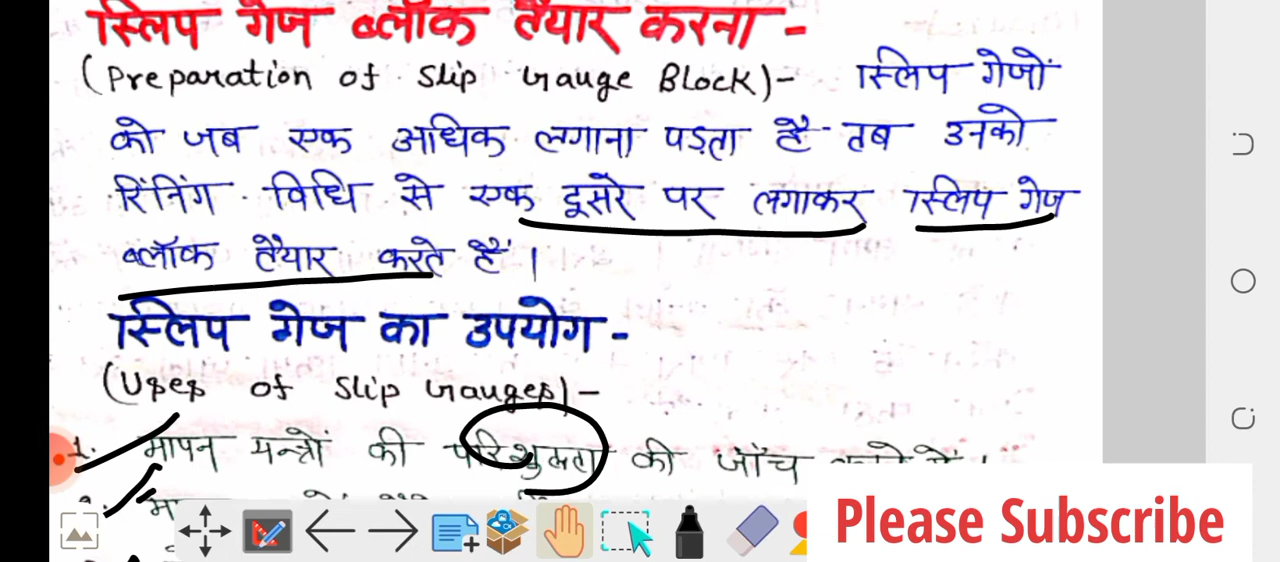 स्लिप गेज ब्लॉक तैयार करना -
(Preparation of Slip Gauge Block)- स्लिप गेजों
को जब एक अधिक लगाना पड़ता है तब उनको
रिंनिंग विधि से एक दूसरे पर लगाकर स्लिप गेज
ब्लॉक तैयार करते हैं।
स्लिप गेज का उपयोग -
(Uses of Slip Gauges)-
1. मापन यन्त्रों की परिशुद्धता की जाँच
Please Subscribe